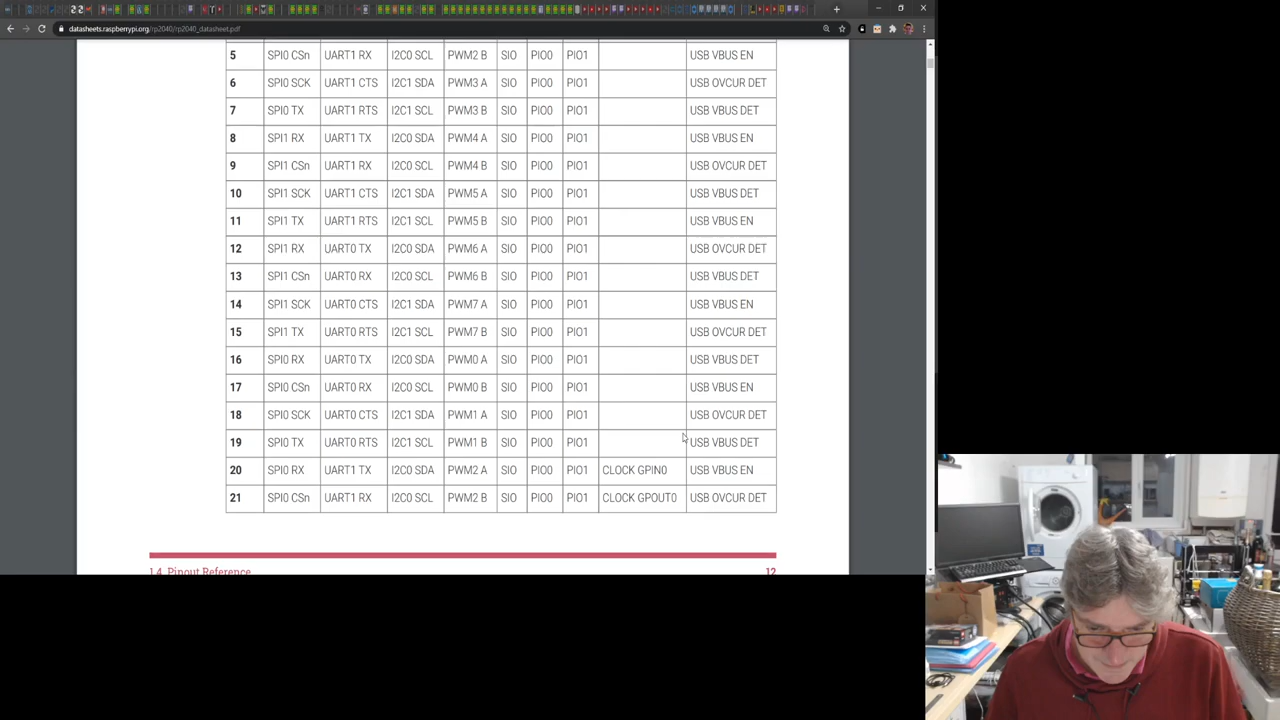 datasheets.raspberrypi.org/rp2040/rp2040_datasheet.pdf
5 SPI0 CSn UART1 RX I2C0 SCL PWM2 B SIO PIO0 PIO1 USB VBUS EN
6 SPI0 SCK UART1 CTS I2C1 SDA PWM3 A SIO PIO0 PIO1 USB OVCUR DET
7 SPI0 TX UART1 RTS I2C1 SCL PWM3 B SIO PIO0 PIO1 USB VBUS DET
8 SPI1 RX UART1 TX I2C0 SDA PWM4 A SIO PIO0 PIO1 USB VBUS EN
9 SPI1 CSn UART1 RX I2C0 SCL PWM4 B SIO PIO0 PIO1 USB OVCUR DET
10 SPI1 SCK UART1 CTS I2C1 SDA PWM5 A SIO PIO0 PIO1 USB VBUS DET
11 SPI1 TX UART1 RTS I2C1 SCL PWM5 B SIO PIO0 PIO1 USB VBUS EN
12 SPI1 RX UART0 TX I2C0 SDA PWM6 A SIO PIO0 PIO1 USB OVCUR DET
13 SPI1 CSn UART0 RX I2C0 SCL PWM6 B SIO PIO0 PIO1 USB VBUS DET
14 SPI1 SCK UART0 CTS I2C1 SDA PWM7 A SIO PIO0 PIO1 USB VBUS EN
15 SPI1 TX UART0 RTS I2C1 SCL PWM7 B SIO PIO0 PIO1 USB OVCUR DET
16 SPI0 RX UART0 TX I2C0 SDA PWM0 A SIO PIO0 PIO1 USB VBUS DET
17 SPI0 CSn UART0 RX I2C0 SCL PWM0 B SIO PIO0 PIO1 USB VBUS EN
18 SPI0 SCK UART0 CTS I2C1 SDA PWM1 A SIO PIO0 PIO1 USB OVCUR DET
19 SPI0 TX UART0 RTS I2C1 SCL PWM1 B SIO PIO0 PIO1 USB VBUS DET
20 SPI0 RX UART1 TX I2C0 SDA PWM2 A SIO PIO0 PIO1 CLOCK GPIN0 USB VBUS EN
21 SPI0 CSn UART1 RX I2C0 SCL PWM2 B SIO PIO0 PIO1 CLOCK GPOUT0 USB OVCUR DET
1.4. Pinout Reference 12